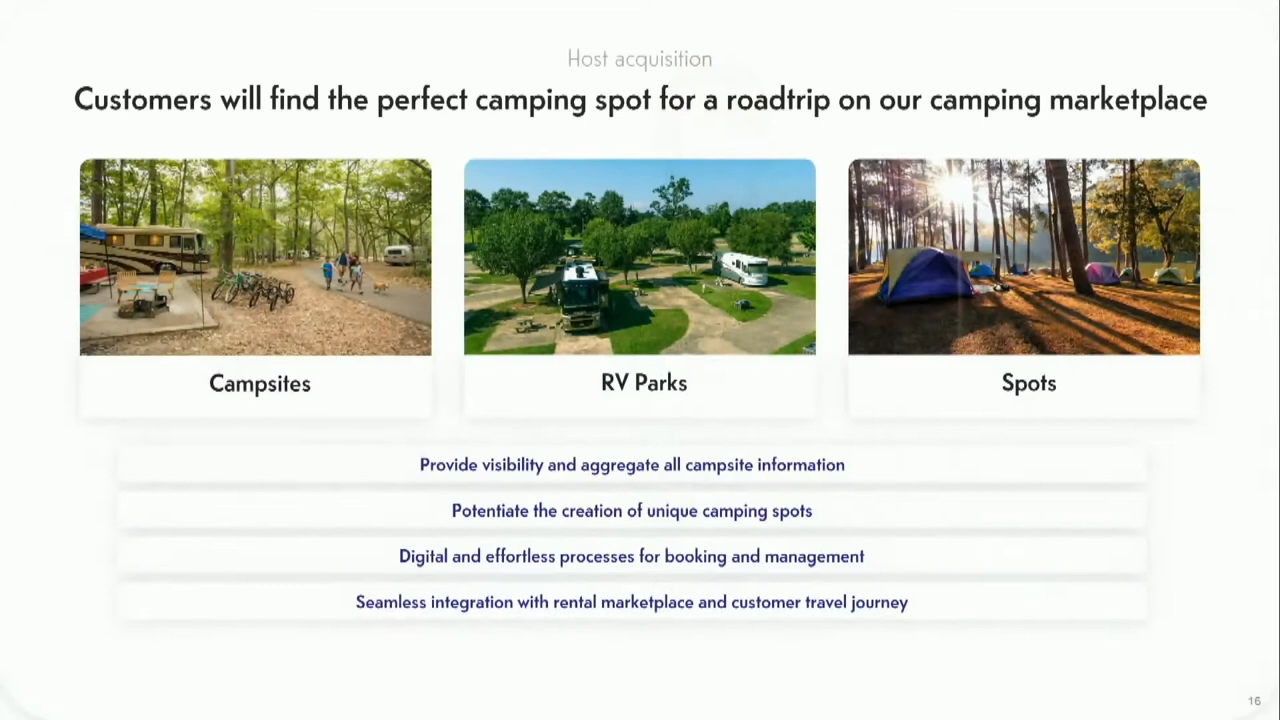 Host acquisition
Customers will find the perfect camping spot for a roadtrip on our camping marketplace
Campsites
RV Parks
Spots
Provide visibility and aggregate all campsite information
Potentiate the creation of unique camping spots
Digital and effortless processes for booking and management
Seamless integration with rental marketplace and customer travel journey
16